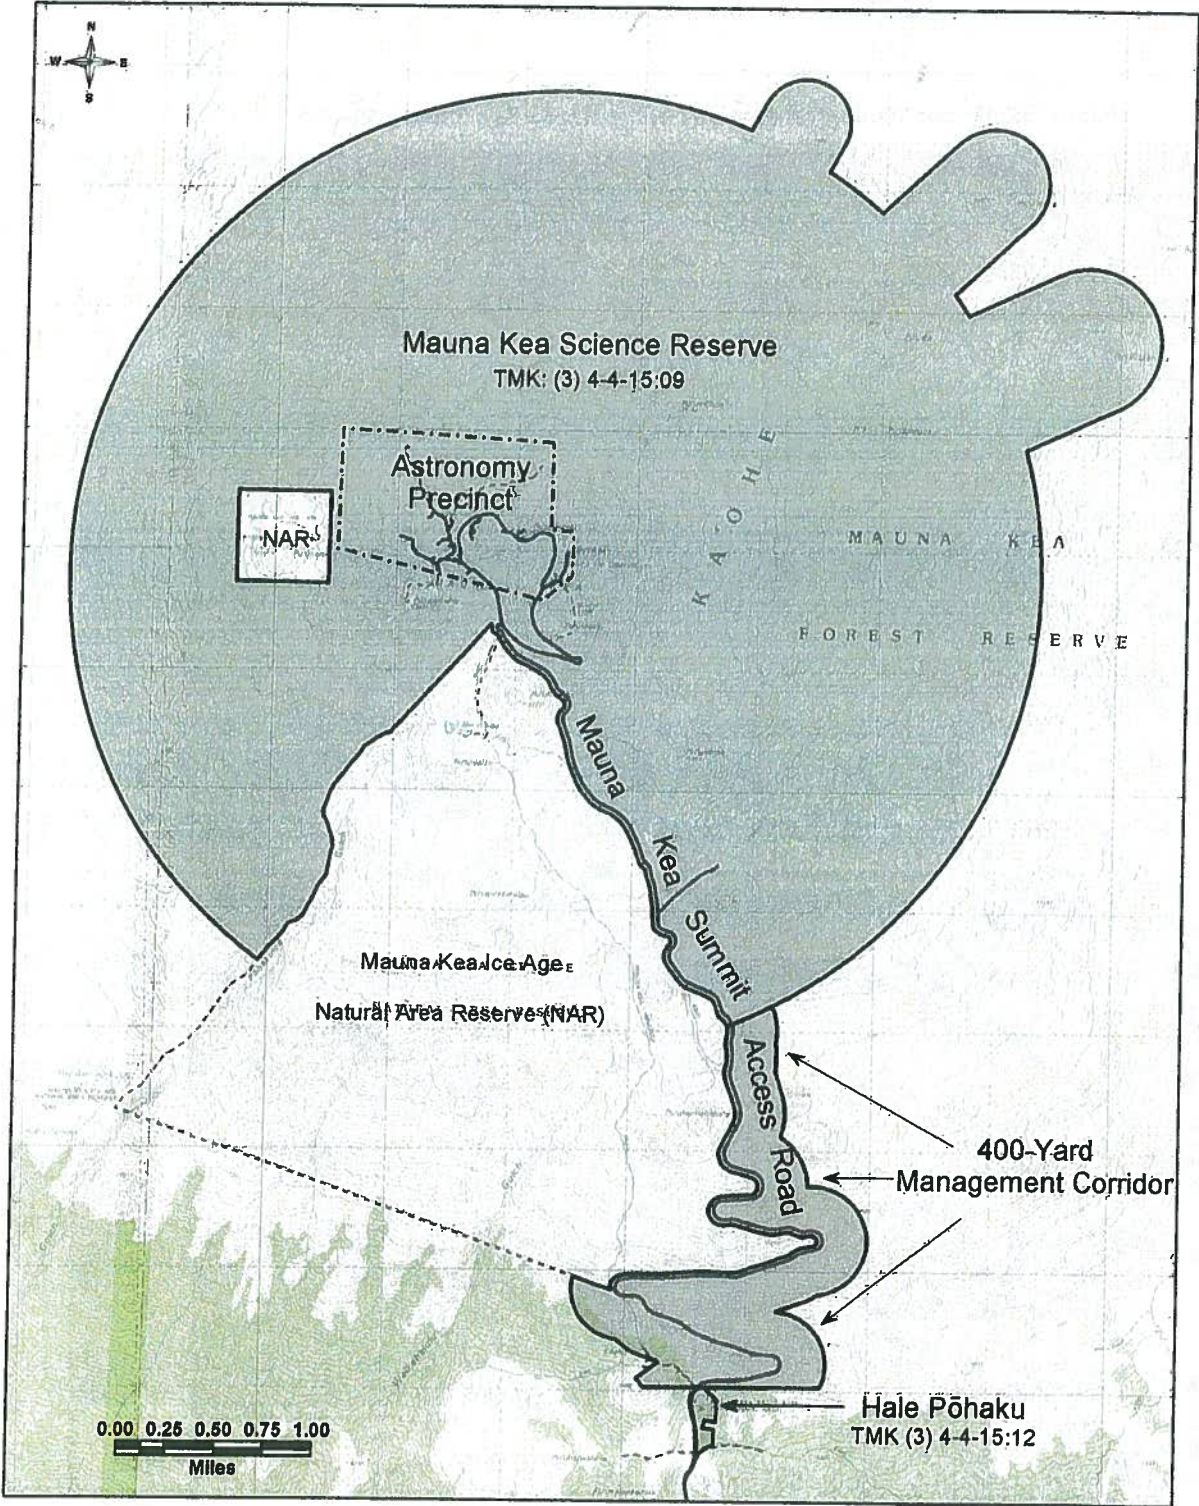 N
W E
S
Mauna Kea Science Reserve
TMK: (3) 4-4-15:09
Astronomy
Precinct
NAR
KAOHE
MAUNA KEA
FOREST RESERVE
Mauna Kea Summit Access Road
Mauna Kea Ice Age
Natural Area Reserve (NAR)
400-Yard
Management Corridor
Hale Pōhaku
TMK (3) 4-4-15:12
0.00 0.25 0.50 0.75 1.00
Miles